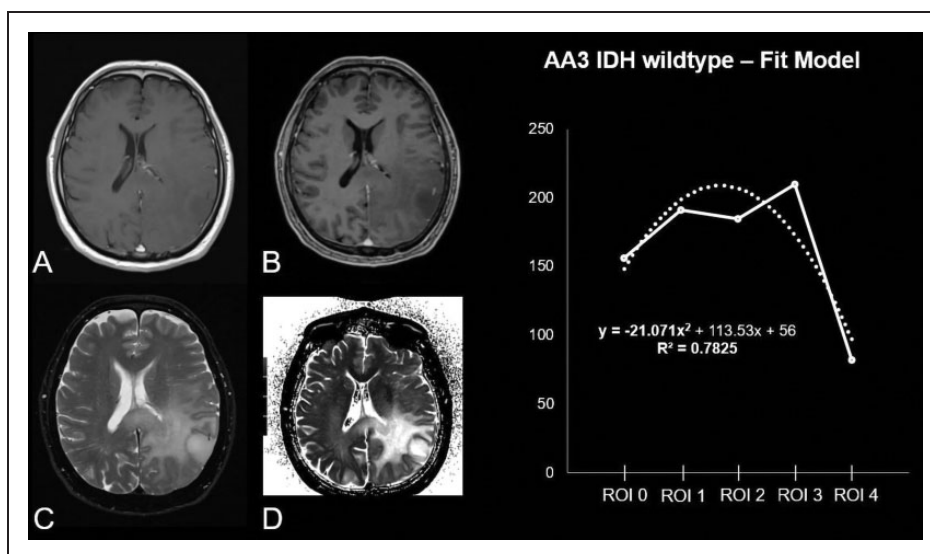 A
B
C
D
AA3 IDH wildtype – Fit Model
250
200
150
100
50
0
y = -21.071x² + 113.53x + 56
R² = 0.7825
ROI 0 ROI 1 ROI 2 ROI 3 ROI 4